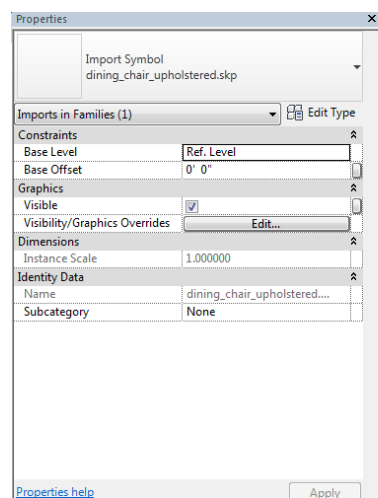 Properties
Import Symbol
dining_chair_upholstered.skp
Imports in Families (1) Edit Type
Constraints
Base Level Ref. Level
Base Offset 0' 0"
Graphics
Visible
Visibility/Graphics Overrides Edit...
Dimensions
Instance Scale 1.000000
Identity Data
Name dining_chair_upholstered....
Subcategory None
Properties help Apply